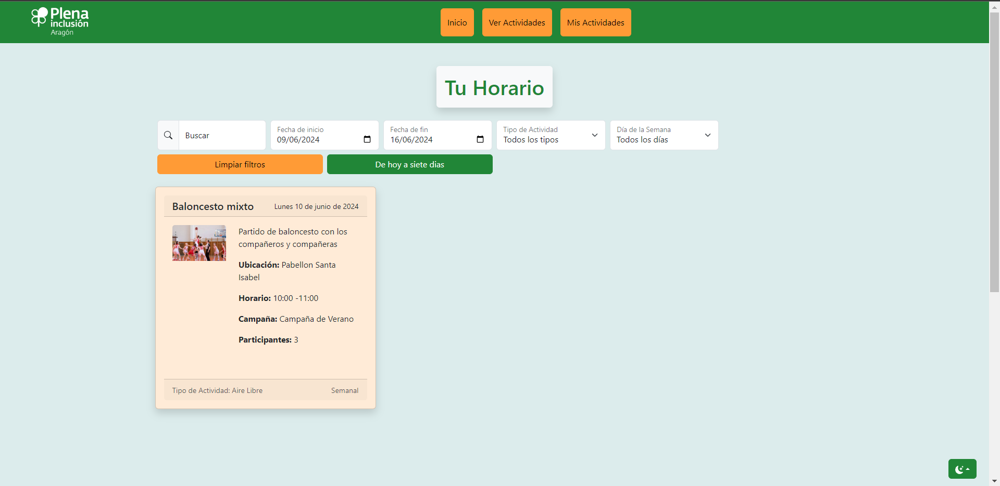 Plena
inclusión
Aragón
Inicio
Ver Actividades
Mis Actividades
Tu Horario
Buscar
Fecha de inicio
09/06/2024
Fecha de fin
16/06/2024
Tipo de Actividad
Todos los tipos
Día de la Semana
Todos los días
Limpiar filtros
De hoy a siete dias
Baloncesto mixto
Lunes 10 de junio de 2024
Partido de baloncesto con los
compañeros y compañeras
Ubicación: Pabellon Santa
Isabel
Horario: 10:00 -11:00
Campaña: Campaña de Verano
Participantes: 3
Tipo de Actividad: Aire Libre
Semanal